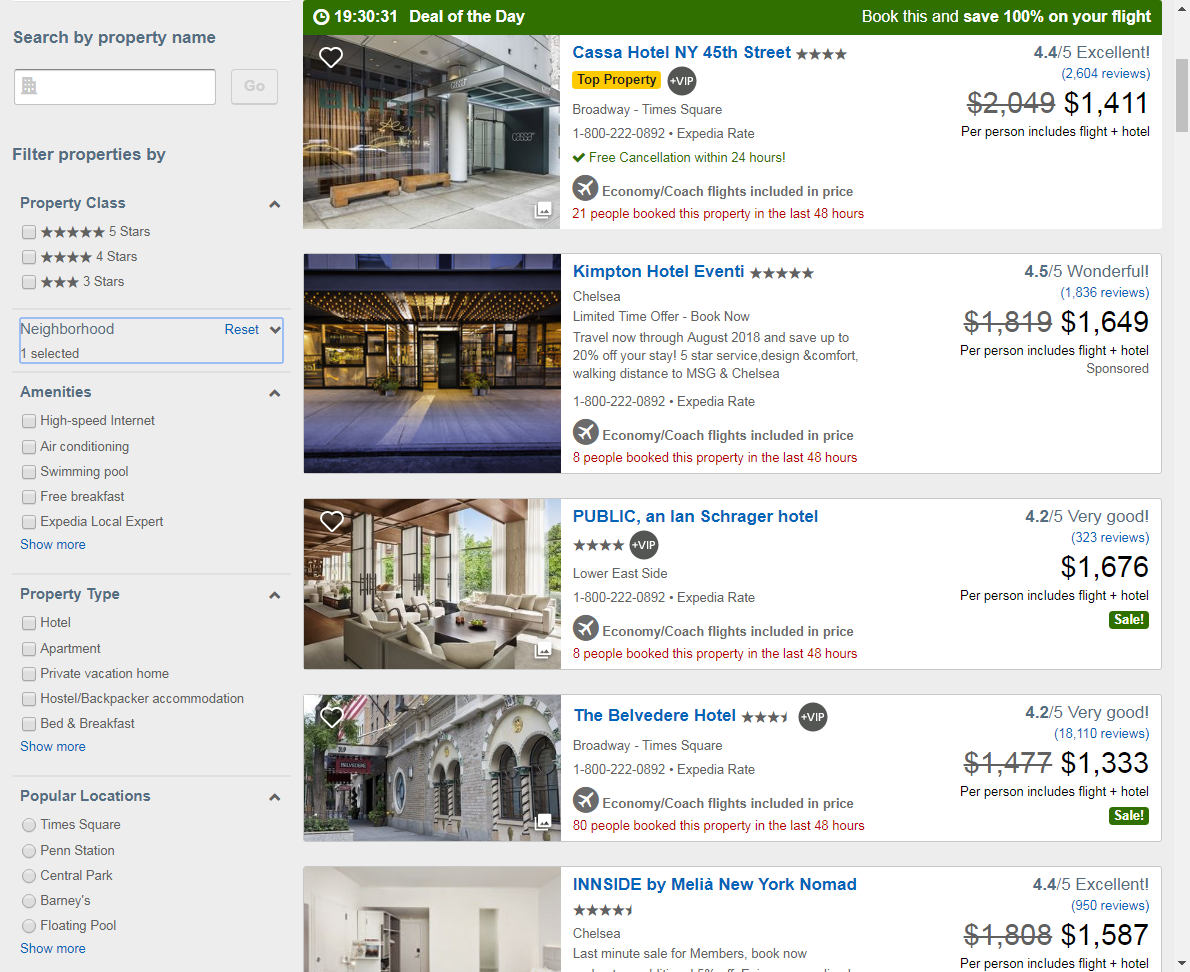 Search by property name
Go
Filter properties by
Property Class
5 Stars
4 Stars
3 Stars
Neighborhood
Reset
1 selected
Amenities
High-speed Internet
Air conditioning
Swimming pool
Free breakfast
Expedia Local Expert
Show more
Property Type
Hotel
Apartment
Private vacation home
Hostel/Backpacker accommodation
Bed & Breakfast
Show more
Popular Locations
Times Square
Penn Station
Central Park
Barney's
Floating Pool
Show more
19:30:31 Deal of the Day
Book this and save 100% on your flight
Cassa Hotel NY 45th Street
Top Property +VIP
Broadway - Times Square
1-800-222-0892 • Expedia Rate
Free Cancellation within 24 hours!
Economy/Coach flights included in price
21 people booked this property in the last 48 hours
4.4/5 Excellent!
(2,604 reviews)
$2,049 $1,411
Per person includes flight + hotel
Kimpton Hotel Eventi
Chelsea
Limited Time Offer - Book Now
Travel now through August 2018 and save up to
20% off your stay! 5 star service,design &comfort,
walking distance to MSG & Chelsea
1-800-222-0892 • Expedia Rate
Economy/Coach flights included in price
8 people booked this property in the last 48 hours
4.5/5 Wonderful!
(1,836 reviews)
$1,819 $1,649
Per person includes flight + hotel
Sponsored
PUBLIC, an Ian Schrager hotel
+VIP
Lower East Side
1-800-222-0892 • Expedia Rate
Economy/Coach flights included in price
8 people booked this property in the last 48 hours
4.2/5 Very good!
(323 reviews)
$1,676
Per person includes flight + hotel
Sale!
BELVEDERE
The Belvedere Hotel +VIP
Broadway - Times Square
1-800-222-0892 • Expedia Rate
Economy/Coach flights included in price
80 people booked this property in the last 48 hours
4.2/5 Very good!
(18,110 reviews)
$1,477 $1,333
Per person includes flight + hotel
Sale!
INNSIDE by Melià New York Nomad
Chelsea
Last minute sale for Members, book now
4.4/5 Excellent!
(950 reviews)
$1,808 $1,587
Per person includes flight + hotel